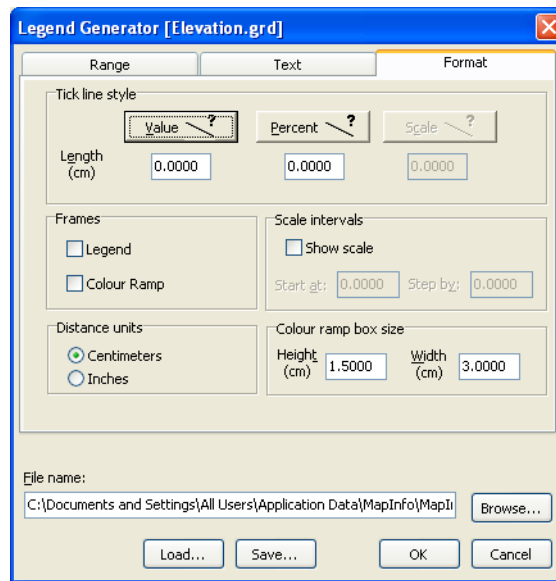 Legend Generator [Elevation.grd]
Range Text Format
Tick line style
Value ? Percent ? Scale ?
Length (cm) 0.0000 0.0000 0.0000
Frames
Legend
Colour Ramp
Scale intervals
Show scale
Start at: 0.0000 Step by: 0.0000
Distance units
Centimeters
Inches
Colour ramp box size
Height (cm) 1.5000 Width (cm) 3.0000
File name:
C:\Documents and Settings\All Users\Application Data\MapInfo\MapI Browse...
Load... Save... OK Cancel